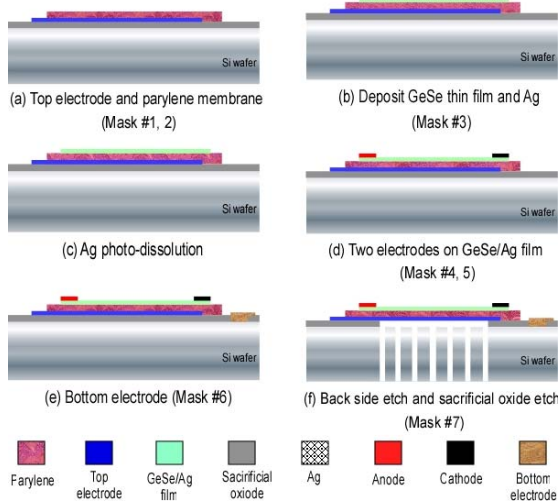 Si wafer
(a) Top electrode and parylene membrane
(Mask #1, 2)
Si wafer
(b) Deposit GeSe thin film and Ag
(Mask #3)
Si wafer
(c) Ag photo-dissolution
Si wafer
(d) Two electrodes on GeSe/Ag film
(Mask #4, 5)
Si wafer
(e) Bottom electrode (Mask #6)
Si wafer
(f) Back side etch and sacrificial oxide etch
(Mask #7)
Farylene
Top
electrode
GeSe/Ag
film
Sacrificial
oxiode
Ag
Anode
Cathode
Bottom
electrode